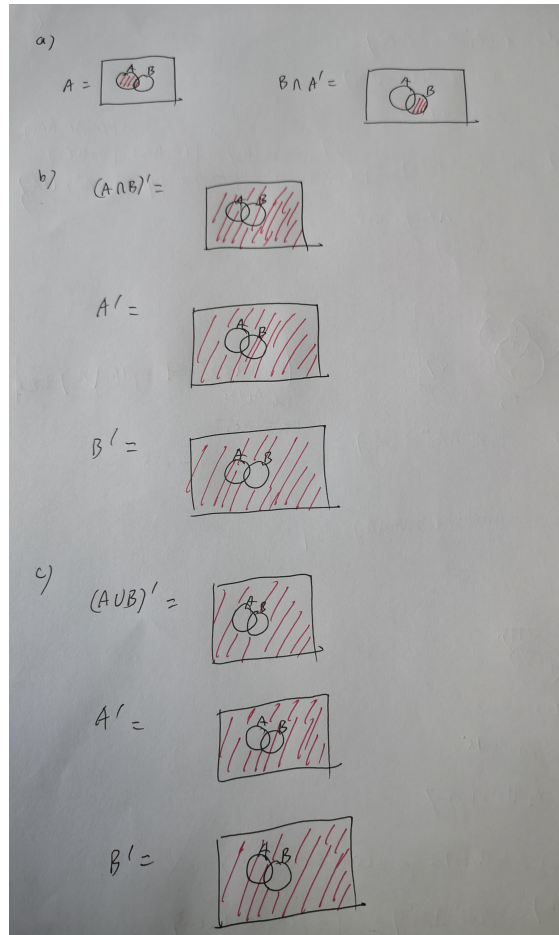 a)
A = A B
B ∩ A' = A B
b) (A ∩ B)' = A B
A' = A B
B' = A B
c) (A ∪ B)' = A B
A' = A B
B' = A B